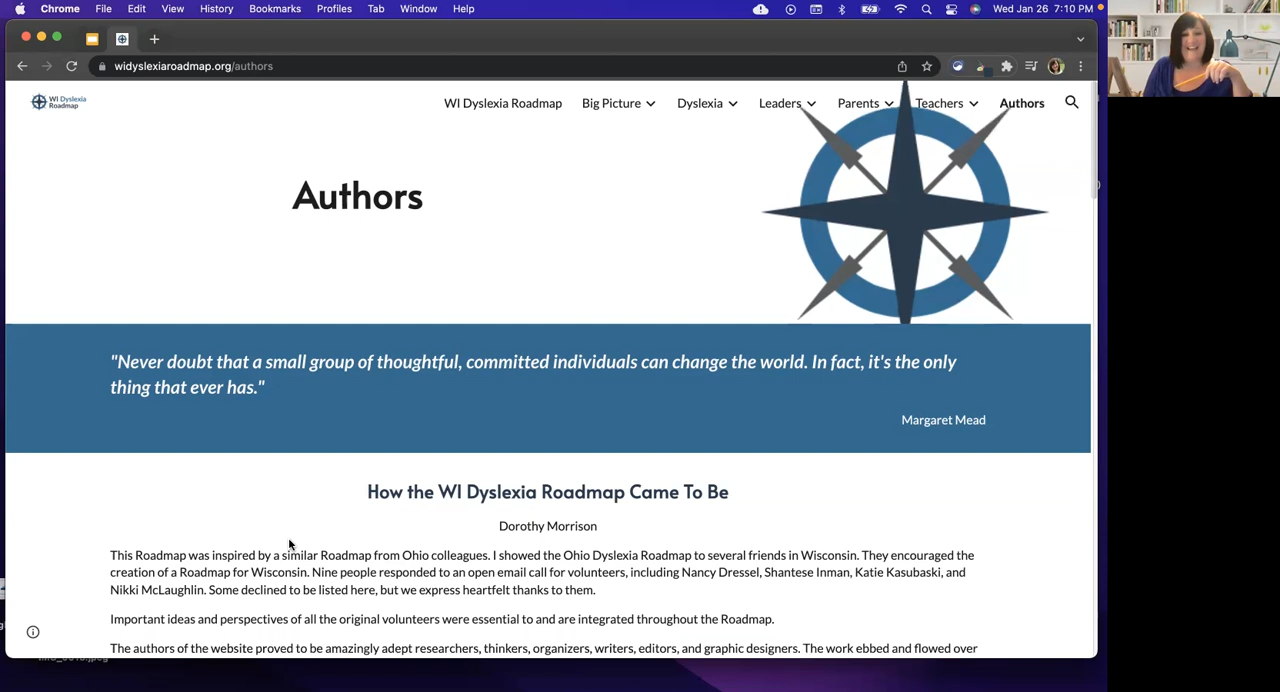 Chrome File Edit View History Bookmarks Profiles Tab Window Help Wed Jan 26 7:10 PM
widyslexiaroadmap.org/authors
WI Dyslexia
Roadmap
WI Dyslexia Roadmap Big Picture Dyslexia Leaders Parents Teachers Authors
Authors
"Never doubt that a small group of thoughtful, committed individuals can change the world. In fact, it's the only
thing that ever has."
Margaret Mead
How the WI Dyslexia Roadmap Came To Be
Dorothy Morrison
This Roadmap was inspired by a similar Roadmap from Ohio colleagues. I showed the Ohio Dyslexia Roadmap to several friends in Wisconsin. They encouraged the
creation of a Roadmap for Wisconsin. Nine people responded to an open email call for volunteers, including Nancy Dressel, Shantese Inman, Katie Kasubaski, and
Nikki McLaughlin. Some declined to be listed here, but we express heartfelt thanks to them.
Important ideas and perspectives of all the original volunteers were essential to and are integrated throughout the Roadmap.
The authors of the website proved to be amazingly adept researchers, thinkers, organizers, writers, editors, and graphic designers. The work ebbed and flowed over